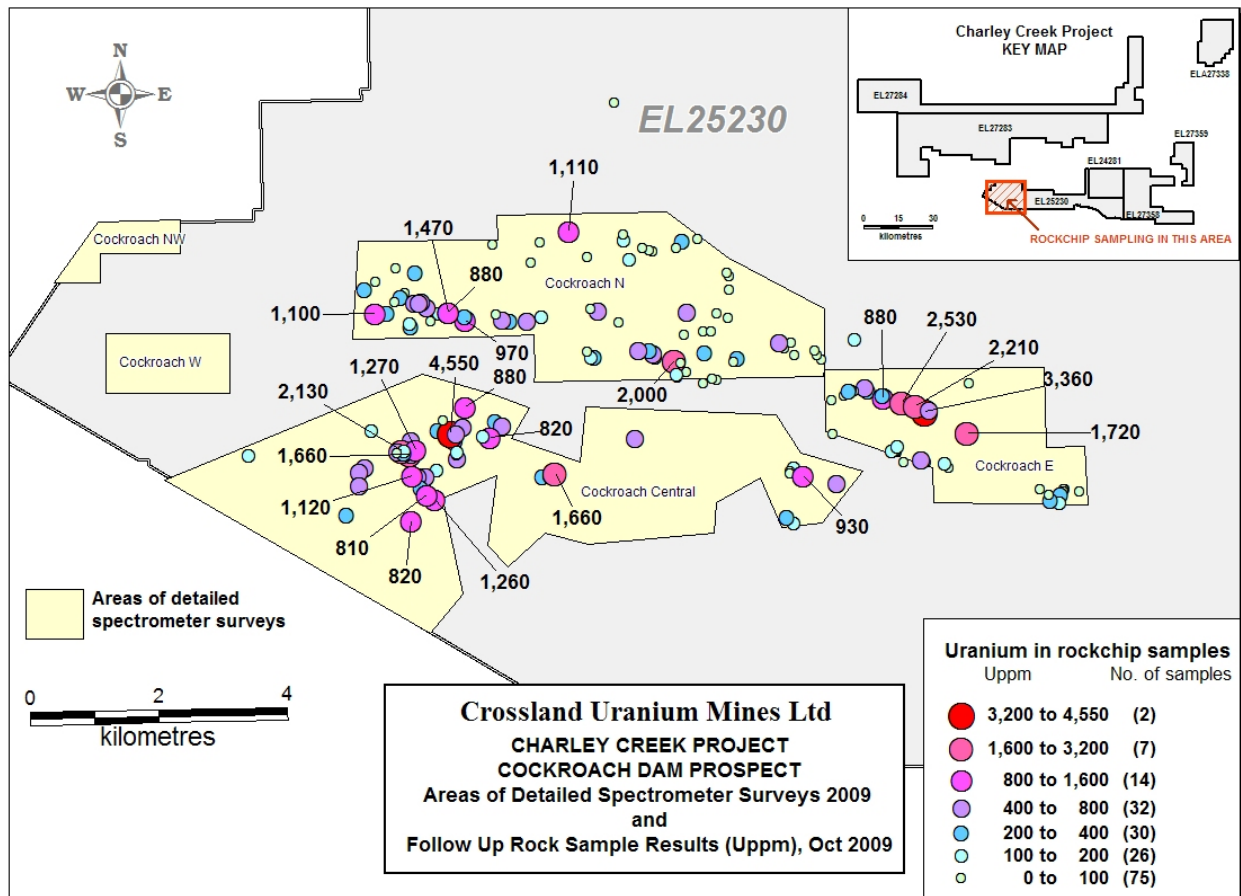 N
W E
S
EL25230
Charley Creek Project
KEY MAP
ELA27338
EL27284
EL27283
EL27359
EL24281
EL25230
EL27358
0 15 30
kilometres
ROCKCHIP SAMPLING IN THIS AREA
1,110
Cockroach NW
1,470
880
Cockroach N
1,100
970
2,000
Cockroach W
880
2,530
2,210
3,360
1,720
Cockroach E
1,270
4,550
880
2,130
820
1,660
1,120
810
820
1,260
1,660
Cockroach Central
930
Areas of detailed
spectrometer surveys
0 2 4
kilometres
Crossland Uranium Mines Ltd
CHARLEY CREEK PROJECT
COCKROACH DAM PROSPECT
Areas of Detailed Spectrometer Surveys 2009
and
Follow Up Rock Sample Results (Uppm), Oct 2009
Uranium in rockchip samples
Uppm No. of samples
3,200 to 4,550 (2)
1,600 to 3,200 (7)
800 to 1,600 (14)
400 to 800 (32)
200 to 400 (30)
100 to 200 (26)
0 to 100 (75)